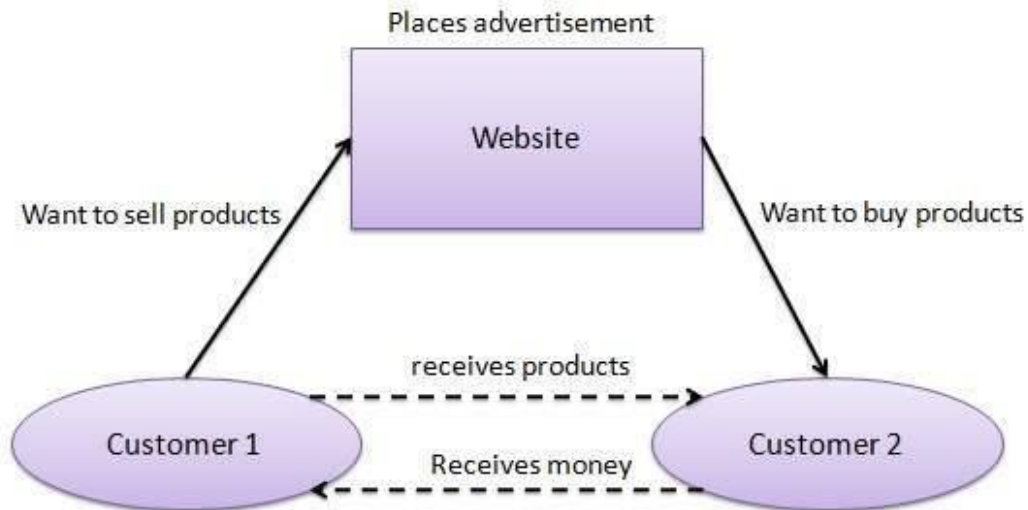 Places advertisement
Website
Want to sell products
Want to buy products
receives products
Customer 1
Customer 2
Receives money